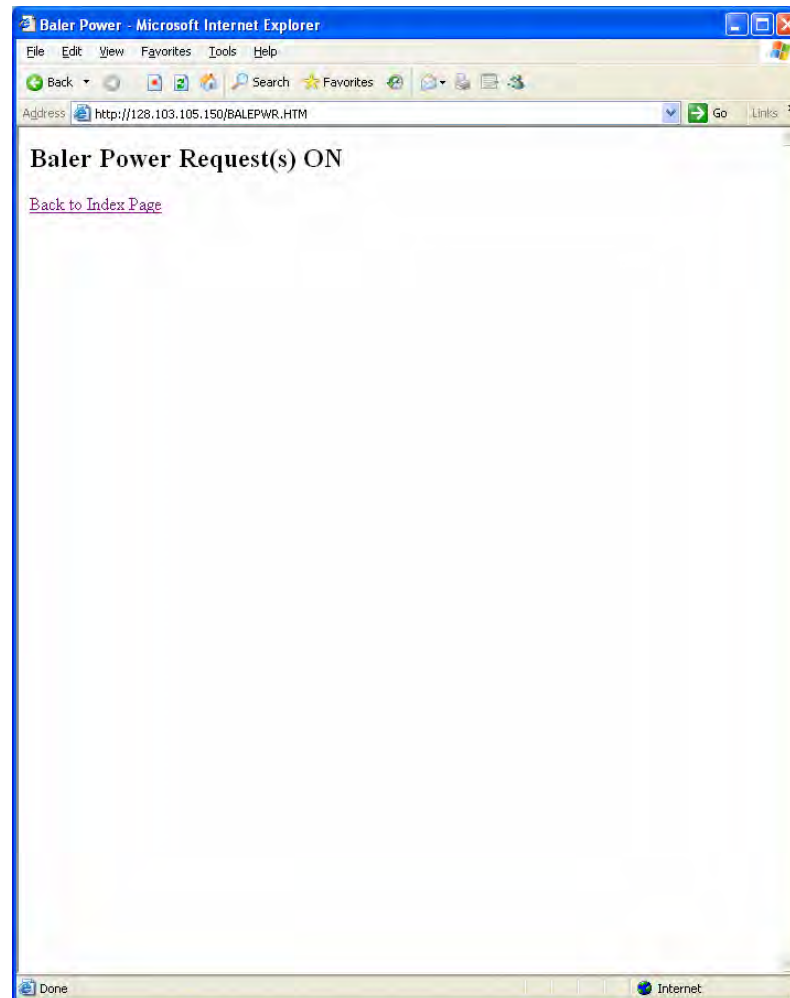 Baler Power - Microsoft Internet Explorer
File Edit View Favorites Tools Help
Back Search Favorites
Address http://128.103.105.150/BALEPWR.HTM Go Links
Baler Power Request(s) ON
Back to Index Page
Done Internet